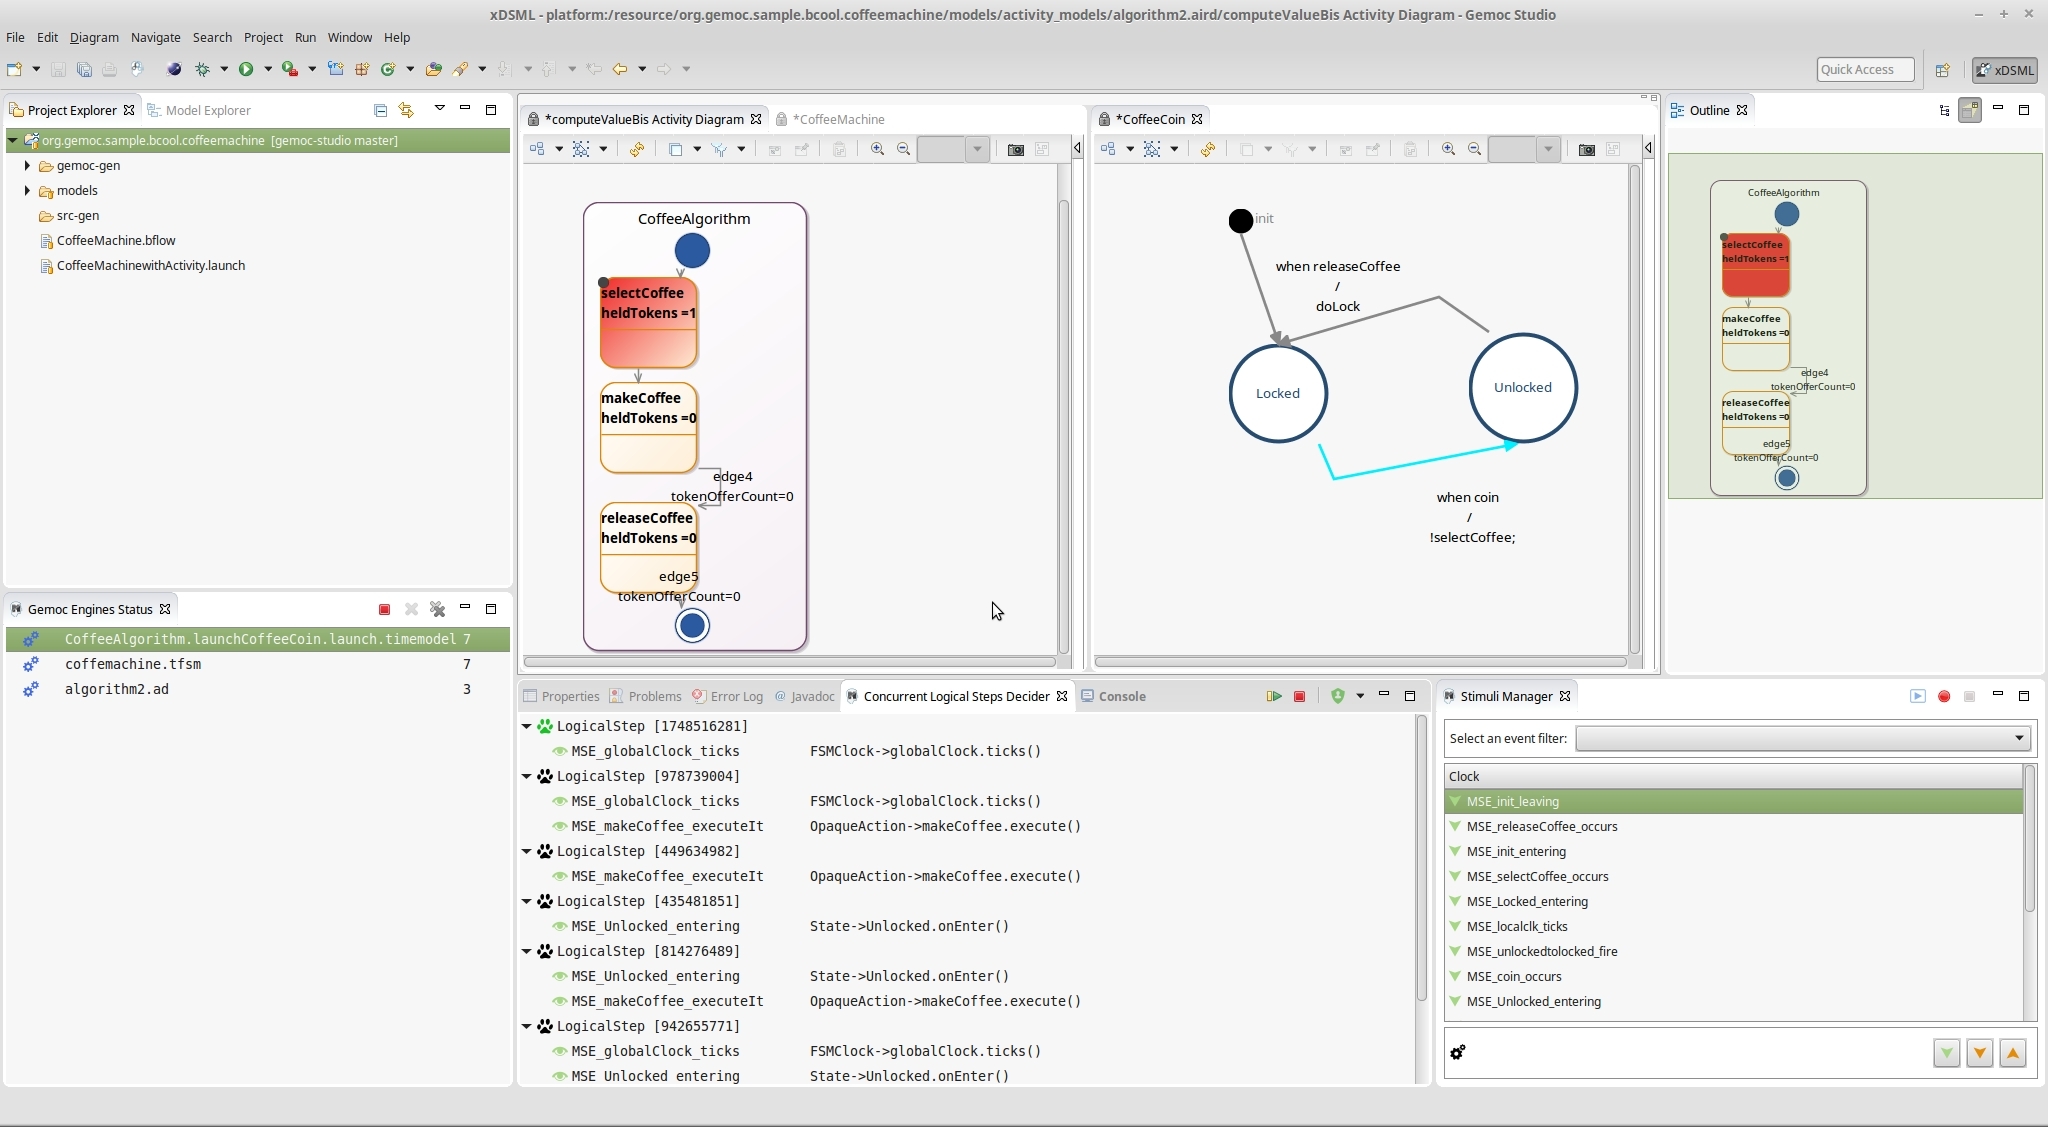 xDSML - platform:/resource/org.gemoc.sample.bcool.coffeemachine/models/activity_models/algorithm2.aird/computeValueBis Activity Diagram - Gemoc Studio
File Edit Diagram Navigate Search Project Run Window Help
Quick Access
xDSML
Project Explorer
Model Explorer
org.gemoc.sample.bcool.coffeemachine [gemoc-studio master]
gemoc-gen
models
src-gen
CoffeeMachine.bflow
CoffeeMachinewithActivity.launch
Gemoc Engines Status
CoffeeAlgorithm.launchCoffeeCoin.launch.timemodel 7
coffemachine.tfsm 7
algorithm2.ad 3
*computeValueBis Activity Diagram
*CoffeeMachine
CoffeeAlgorithm
selectCoffee
heldTokens =1
makeCoffee
heldTokens =0
edge4
tokenOfferCount=0
releaseCoffee
heldTokens =0
edge5
tokenOfferCount=0
*CoffeeCoin
init
when releaseCoffee
/
doLock
Locked
Unlocked
when coin
/
!selectCoffee;
Outline
CoffeeAlgorithm
selectCoffee
heldTokens =1
makeCoffee
heldTokens =0
edge4
tokenOfferCount=0
releaseCoffee
heldTokens =0
edge5
tokenOfferCount=0
Properties
Problems
Error Log
@ Javadoc
Concurrent Logical Steps Decider
Console
LogicalStep [1748516281]
MSE_globalClock_ticks FSMClock->globalClock.ticks()
LogicalStep [978739004]
MSE_globalClock_ticks FSMClock->globalClock.ticks()
MSE_makeCoffee_executeIt OpaqueAction->makeCoffee.execute()
LogicalStep [449634982]
MSE_makeCoffee_executeIt OpaqueAction->makeCoffee.execute()
LogicalStep [435481851]
MSE_Unlocked_entering State->Unlocked.onEnter()
LogicalStep [814276489]
MSE_Unlocked_entering State->Unlocked.onEnter()
MSE_makeCoffee_executeIt OpaqueAction->makeCoffee.execute()
LogicalStep [942655771]
MSE_globalClock_ticks FSMClock->globalClock.ticks()
MSE_Unlocked_entering State->Unlocked.onEnter()
Stimuli Manager
Select an event filter:
Clock
MSE_init_leaving
MSE_releaseCoffee_occurs
MSE_init_entering
MSE_selectCoffee_occurs
MSE_Locked_entering
MSE_localclk_ticks
MSE_unlockedtolocked_fire
MSE_coin_occurs
MSE_Unlocked_entering